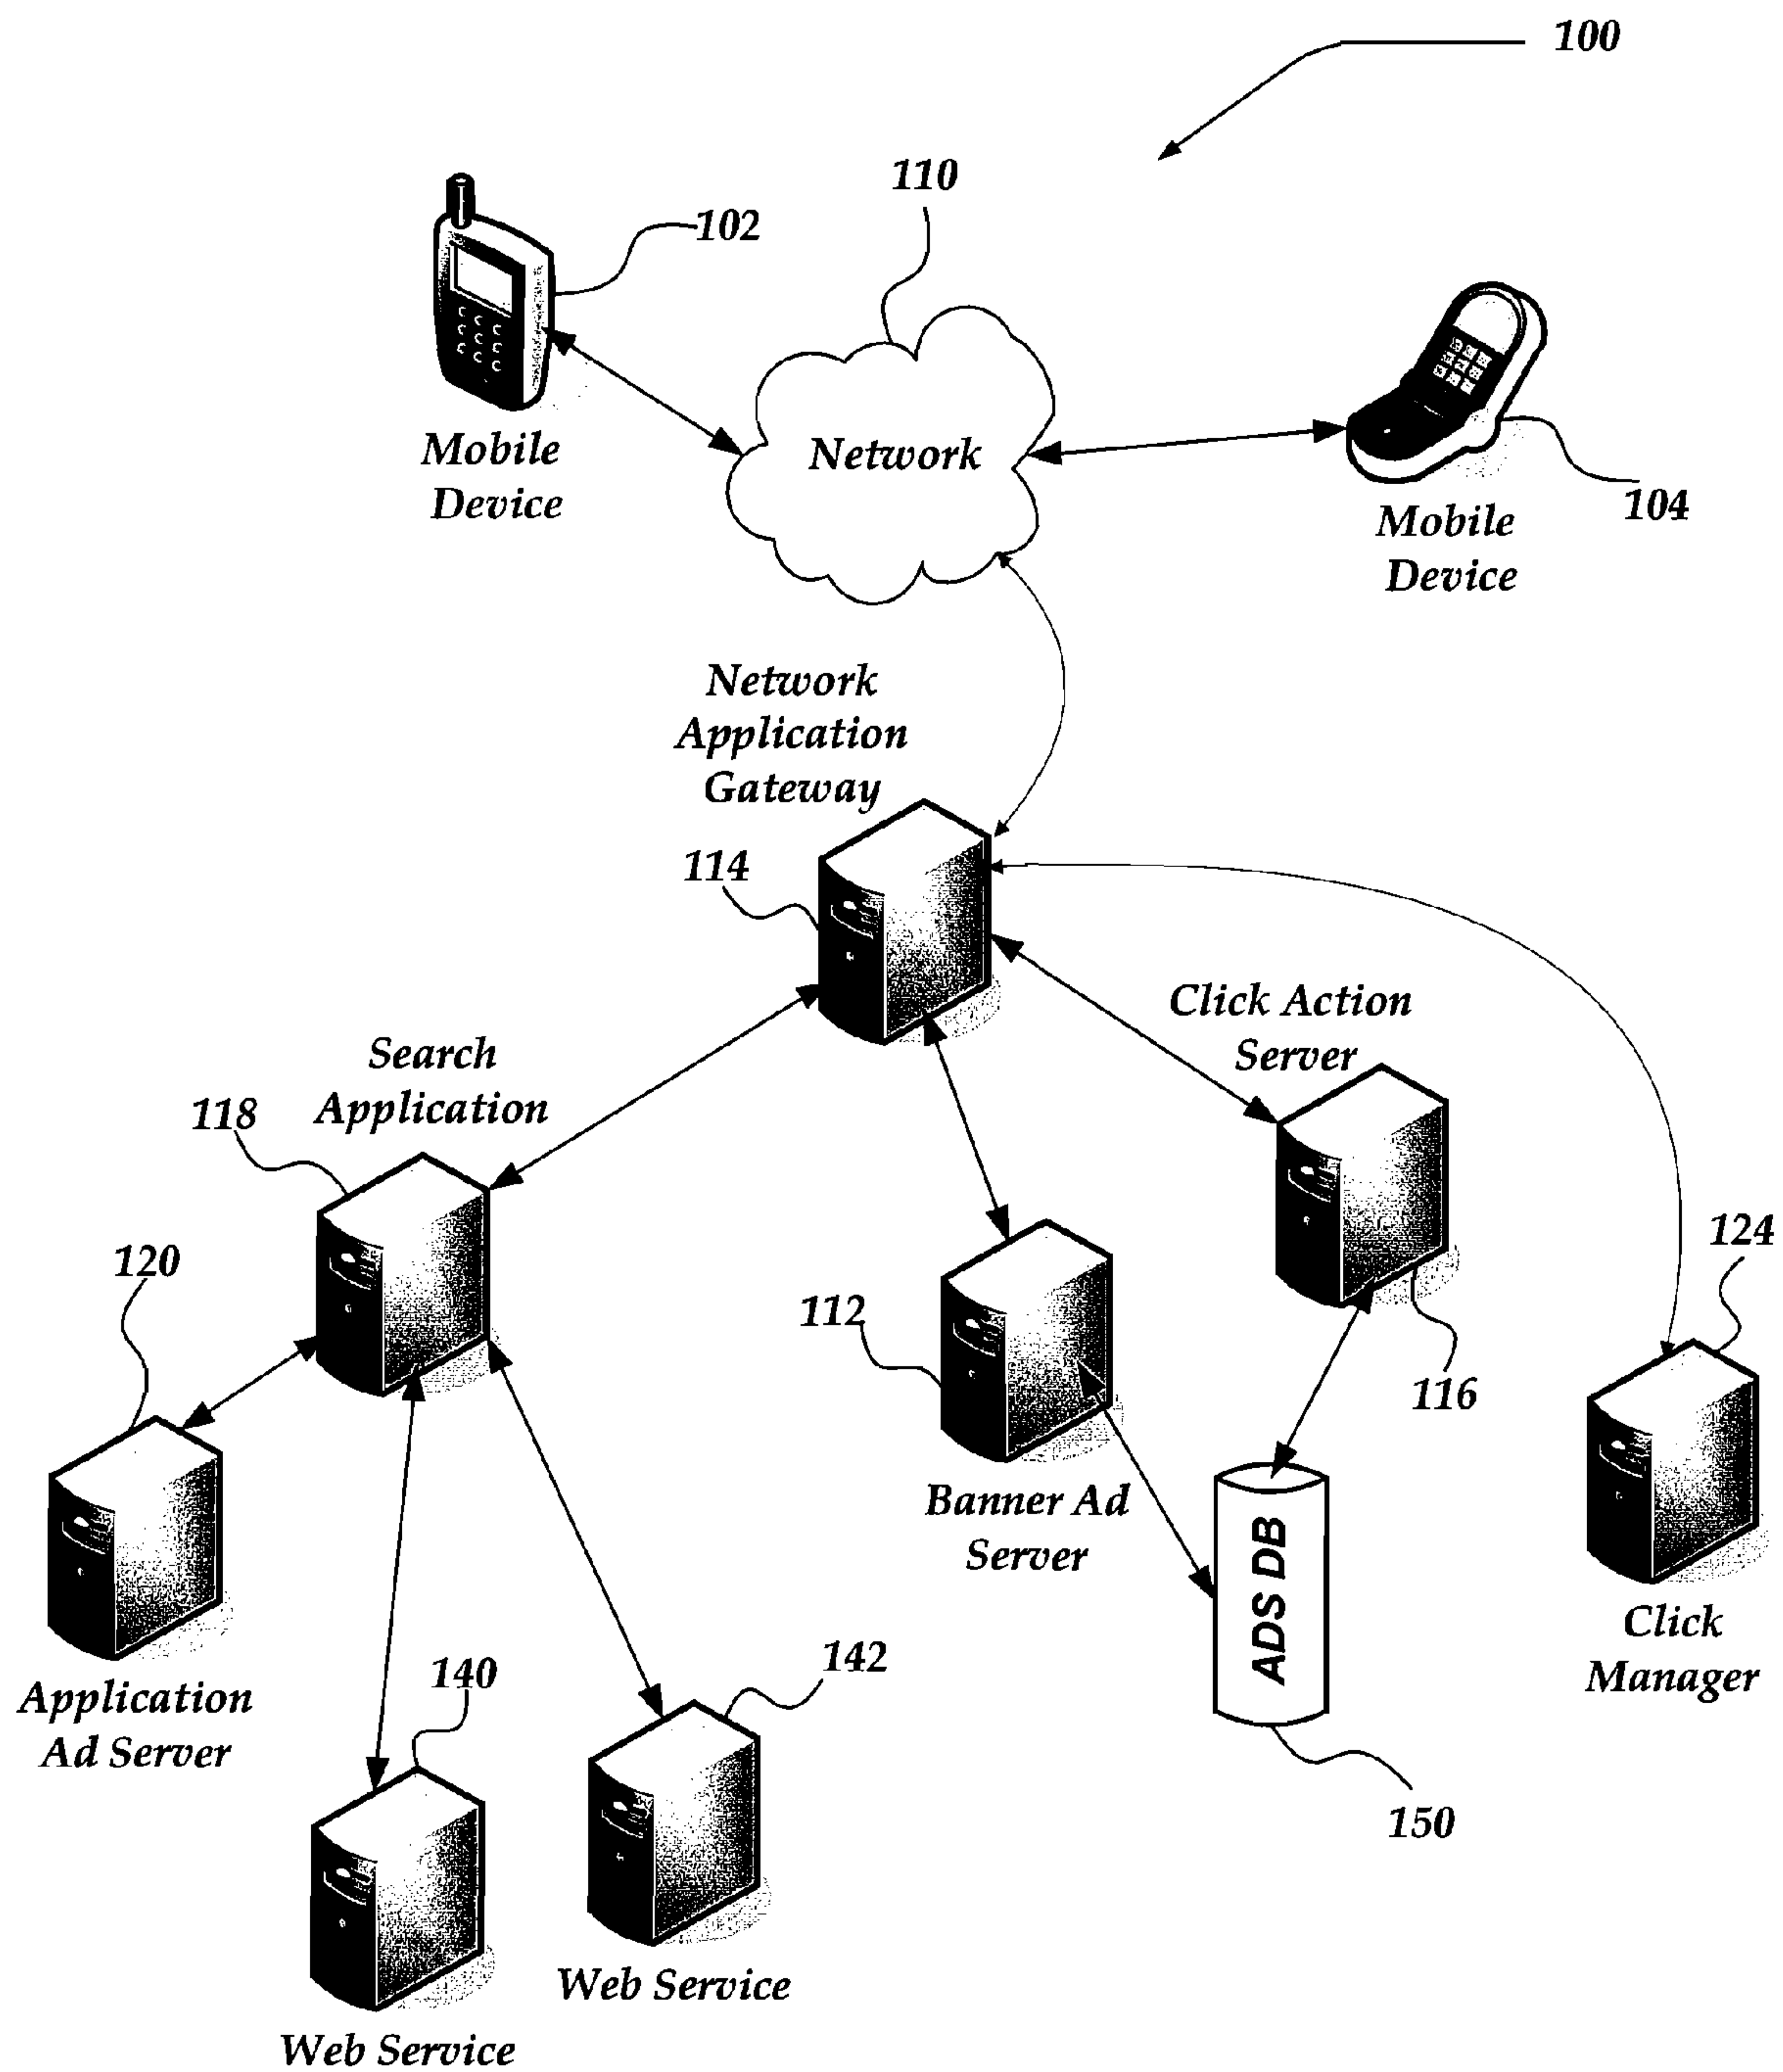 100
110
102
Network
Mobile
Device
104
Mobile
Device
Network
Application
Gateway
114
Click Action
Server
Search
Application
118
124
120
112
116
Banner Ad
Server
ADS DB
Click
Manager
140
142
Application
Ad Server
150
Web Service
Web Service